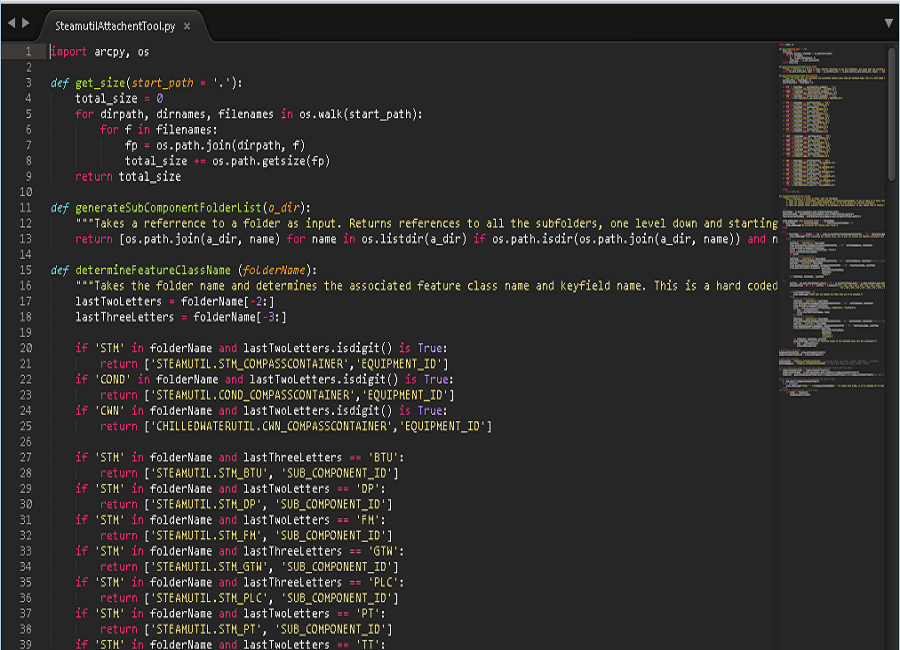 SteamutilAttachentTool.py ×
1 import arcpy, os
2
3 def get_size(start_path = '.'):
4     total_size = 0
5     for dirpath, dirnames, filenames in os.walk(start_path):
6         for f in filenames:
7             fp = os.path.join(dirpath, f)
8             total_size += os.path.getsize(fp)
9     return total_size
10
11 def generateSubComponentFolderList(a_dir):
12     """Takes a referrence to a folder as input. Returns references to all the subfolders, one level down and starting
13     return [os.path.join(a_dir, name) for name in os.listdir(a_dir) if os.path.isdir(os.path.join(a_dir, name)) and n
14
15 def determineFeatureClassName (folderName):
16     """Takes the folder name and determines the associated feature class name and keyfield name. This is a hard coded
17     lastTwoLetters = folderName[-2:]
18     lastThreeLetters = folderName[-3:]
19
20     if 'STM' in folderName and lastTwoLetters.isdigit() is True:
21         return ['STEAMUTIL.STM_COMPASSCONTAINER','EQUIPMENT_ID']
22     if 'COND' in folderName and lastTwoLetters.isdigit() is True:
23         return ['STEAMUTIL.COND_COMPASSCONTAINER','EQUIPMENT_ID']
24     if 'CWN' in folderName and lastTwoLetters.isdigit() is True:
25         return ['CHILLEDWATERUTIL.CWN_COMPASSCONTAINER','EQUIPMENT_ID']
26
27     if 'STM' in folderName and lastThreeLetters == 'BTU':
28         return ['STEAMUTIL.STM_BTU', 'SUB_COMPONENT_ID']
29     if 'STM' in folderName and lastTwoLetters == 'DP':
30         return ['STEAMUTIL.STM_DP', 'SUB_COMPONENT_ID']
31     if 'STM' in folderName and lastTwoLetters == 'FM':
32         return ['STEAMUTIL.STM_FM', 'SUB_COMPONENT_ID']
33     if 'STM' in folderName and lastThreeLetters == 'GTW':
34         return ['STEAMUTIL.STM_GTW', 'SUB_COMPONENT_ID']
35     if 'STM' in folderName and lastThreeLetters == 'PLC':
36         return ['STEAMUTIL.STM_PLC', 'SUB_COMPONENT_ID']
37     if 'STM' in folderName and lastTwoLetters == 'PT':
38         return ['STEAMUTIL.STM_PT', 'SUB_COMPONENT_ID']
39     if 'STM' in folderName and lastTwoLetters == 'TT':